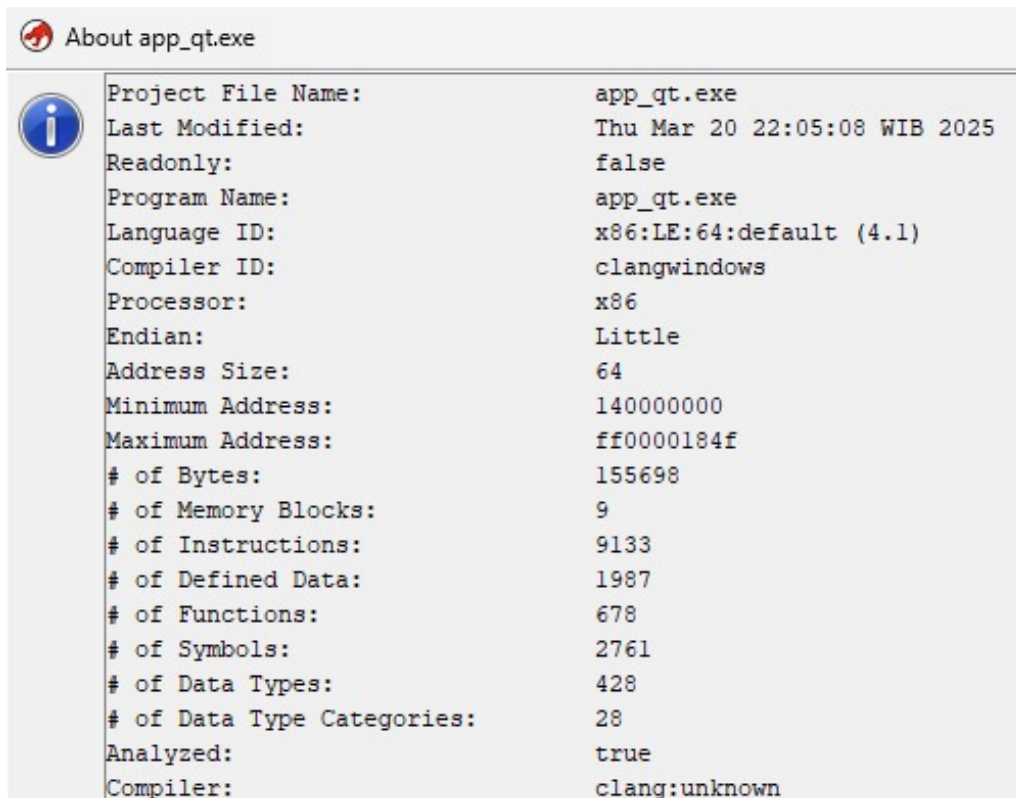 About app_qt.exe
Project File Name: app_qt.exe
Last Modified: Thu Mar 20 22:05:08 WIB 2025
Readonly: false
Program Name: app_qt.exe
Language ID: x86:LE:64:default (4.1)
Compiler ID: clangwindows
Processor: x86
Endian: Little
Address Size: 64
Minimum Address: 140000000
Maximum Address: ff0000184f
# of Bytes: 155698
# of Memory Blocks: 9
# of Instructions: 9133
# of Defined Data: 1987
# of Functions: 678
# of Symbols: 2761
# of Data Types: 428
# of Data Type Categories: 28
Analyzed: true
Compiler: clang:unknown